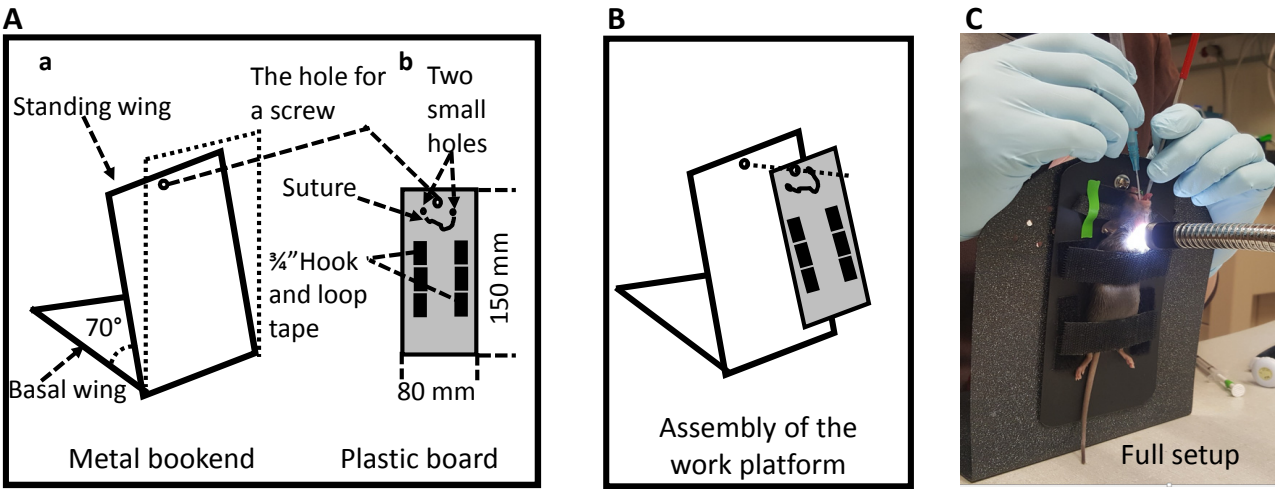 A
a
b
The hole for
a screw
Two
small
holes
Standing wing
Suture
¾”Hook
and loop
tape
150 mm
70°
Basal wing
80 mm
Metal bookend
Plastic board
B
Assembly of the
work platform
C
Full setup